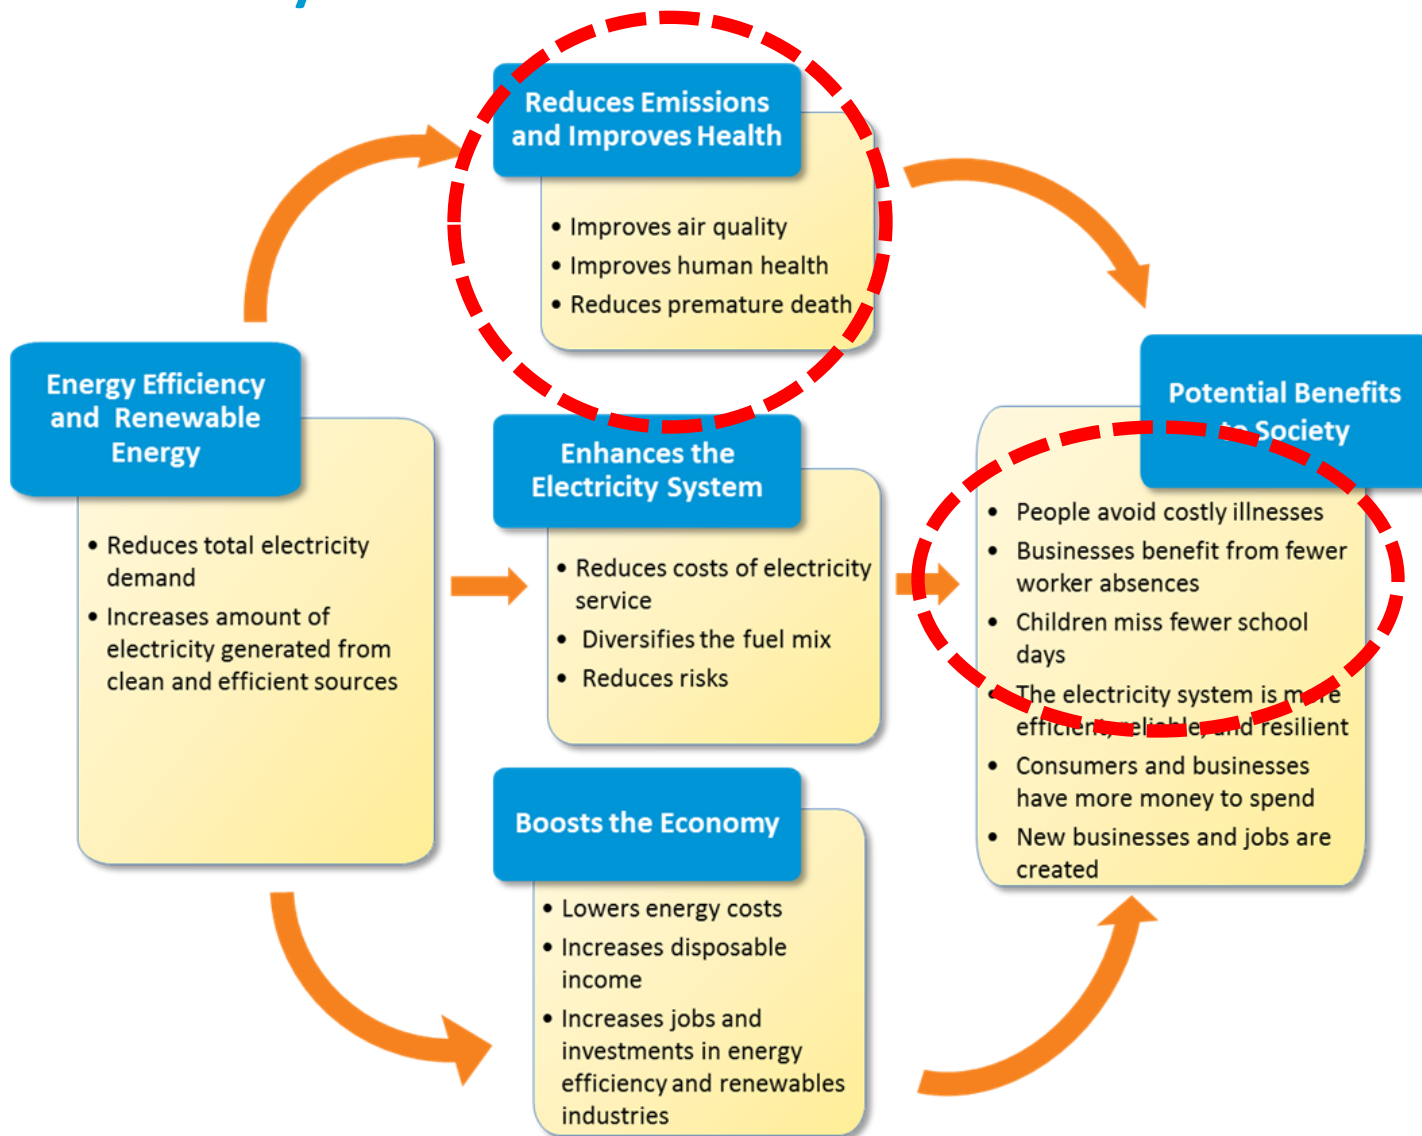 Reduces Emissions
and Improves Health
• Improves air quality
• Improves human health
• Reduces premature death
Energy Efficiency
and Renewable
Energy
• Reduces total electricity
demand
• Increases amount of
electricity generated from
clean and efficient sources
Enhances the
Electricity System
• Reduces costs of electricity
service
• Diversifies the fuel mix
• Reduces risks
Boosts the Economy
• Lowers energy costs
• Increases disposable
income
• Increases jobs and
investments in energy
efficiency and renewables
industries
Potential Benefits
to Society
• People avoid costly illnesses
• Businesses benefit from fewer
worker absences
• Children miss fewer school
days
• The electricity system is more
efficient, reliable, and resilient
• Consumers and businesses
have more money to spend
• New businesses and jobs are
created